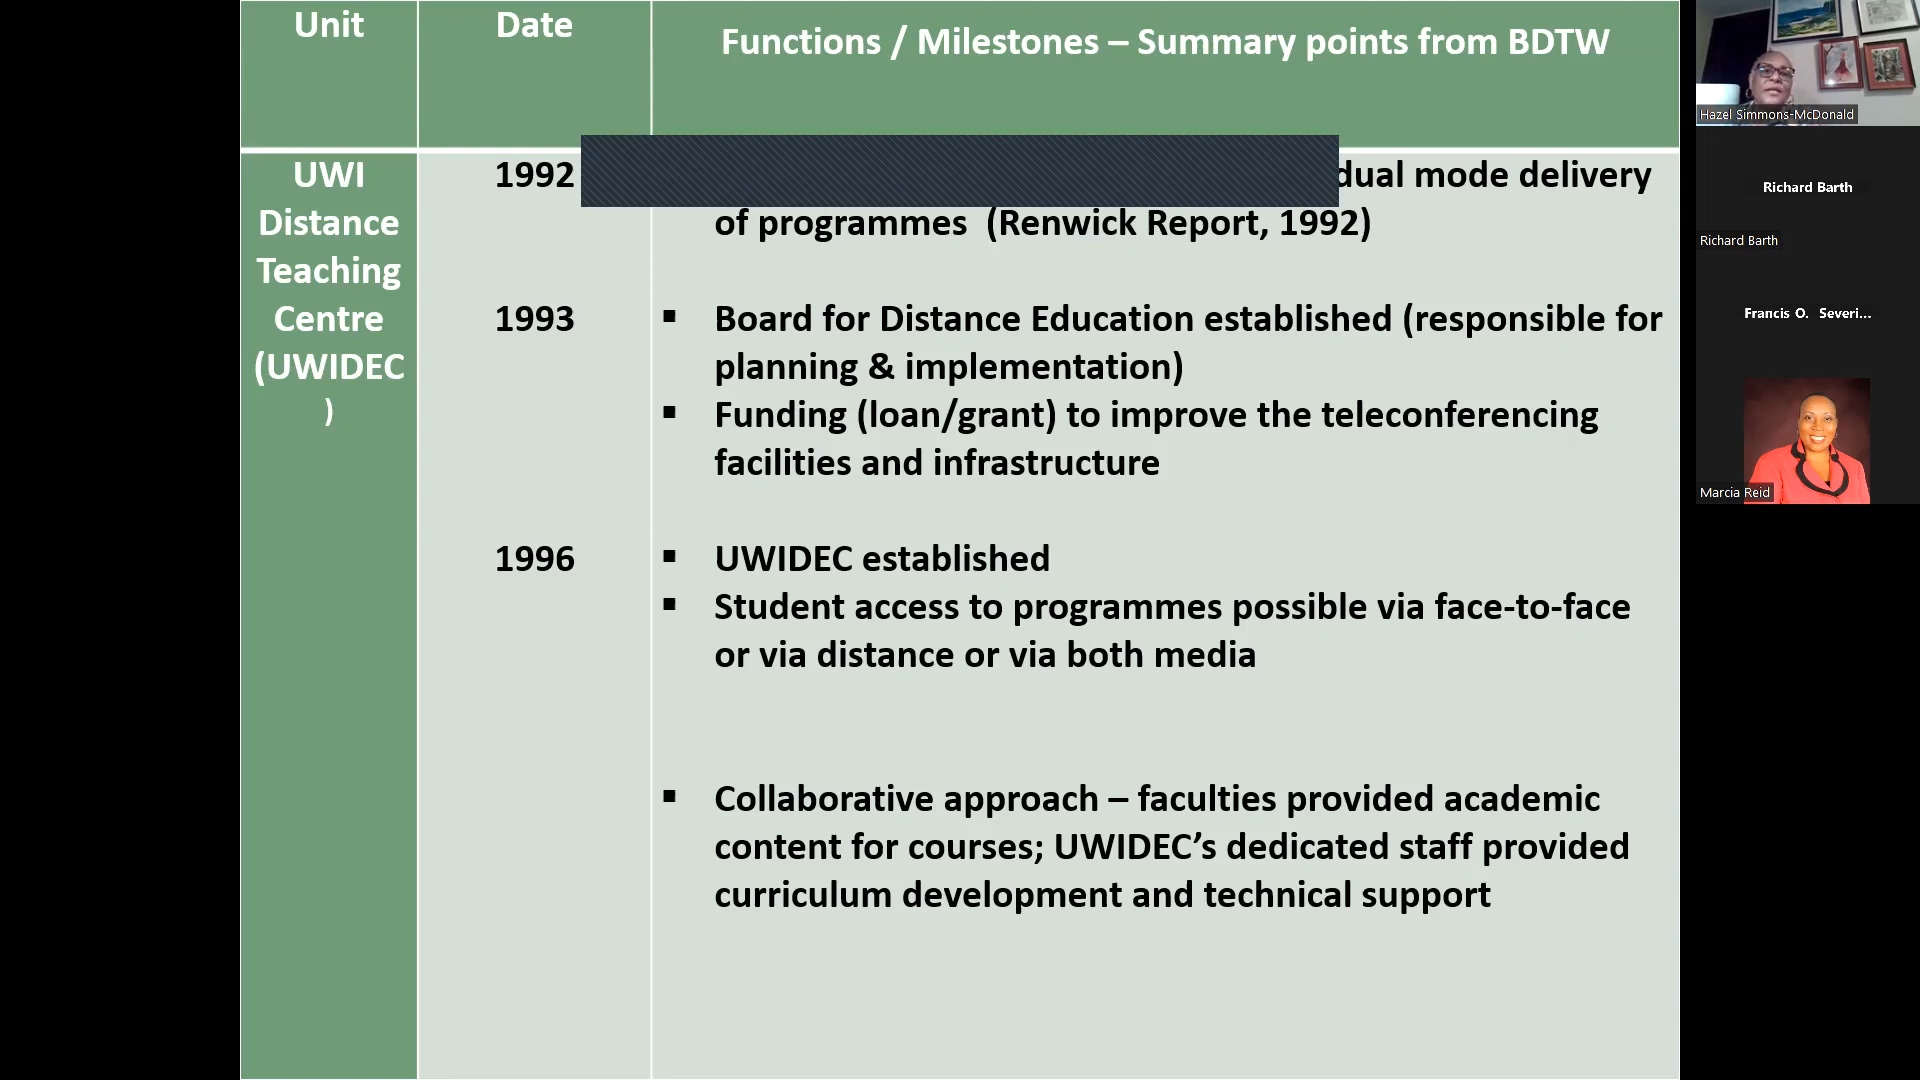 Unit
Date
Functions / Milestones – Summary points from BDTW
UWI
Distance
Teaching
Centre
(UWIDEC
)
1992
dual mode delivery
of programmes (Renwick Report, 1992)
1993
▪ Board for Distance Education established (responsible for
planning & implementation)
▪ Funding (loan/grant) to improve the teleconferencing
facilities and infrastructure
1996
▪ UWIDEC established
▪ Student access to programmes possible via face-to-face
or via distance or via both media
▪ Collaborative approach – faculties provided academic
content for courses; UWIDEC’s dedicated staff provided
curriculum development and technical support
Hazel Simmons-McDonald
Richard Barth
Richard Barth
Francis O. Severi...
Marcia Reid